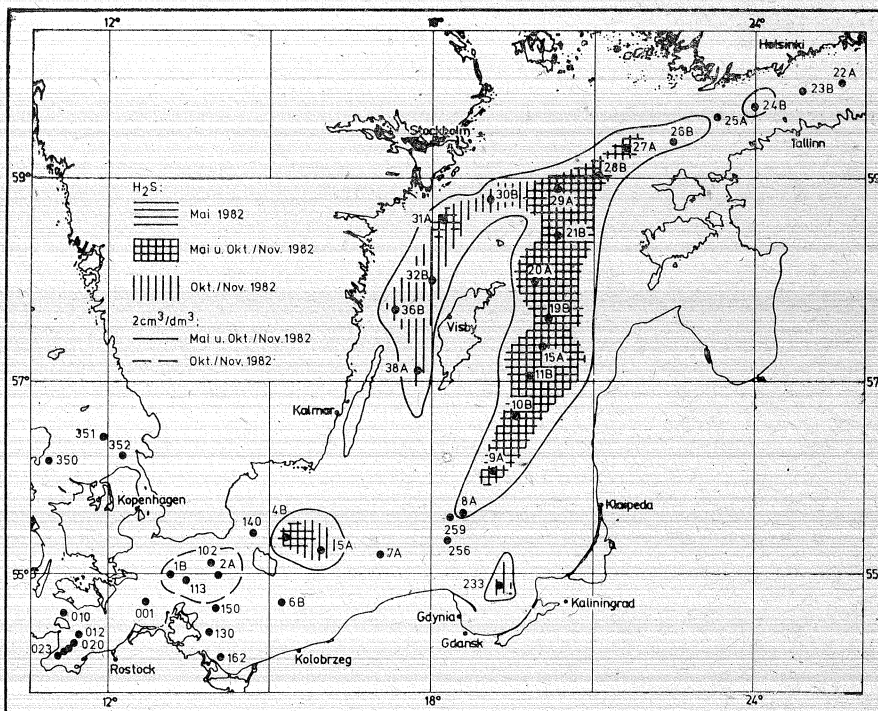 12°
18°
24°
Helsinki
22A
23B
24B
25A
26B
Tallinn
Stockholm
27A
59°
59°
28B
H₂S:
30B
29A
Mai 1982
31A
21B
Mai u. Okt./Nov. 1982
32B
20A
Okt./Nov. 1982
36B
19B
2cm³/dm³:
Visby
Mai u. Okt./Nov. 1982
15A
Okt./Nov. 1982
38A
11B
57°
57°
Kalmar
10B
351
352
350
9A
Kopenhagen
8A
Klaipeda
4B
140
259
256
5A
7A
102
2A
1B
113
55°
55°
233
Kaliningrad
6B
150
001
010
Gdynia
012
130
Gdansk
020
023
162
Kolobrzeg
Rostock
12°
18°
24°